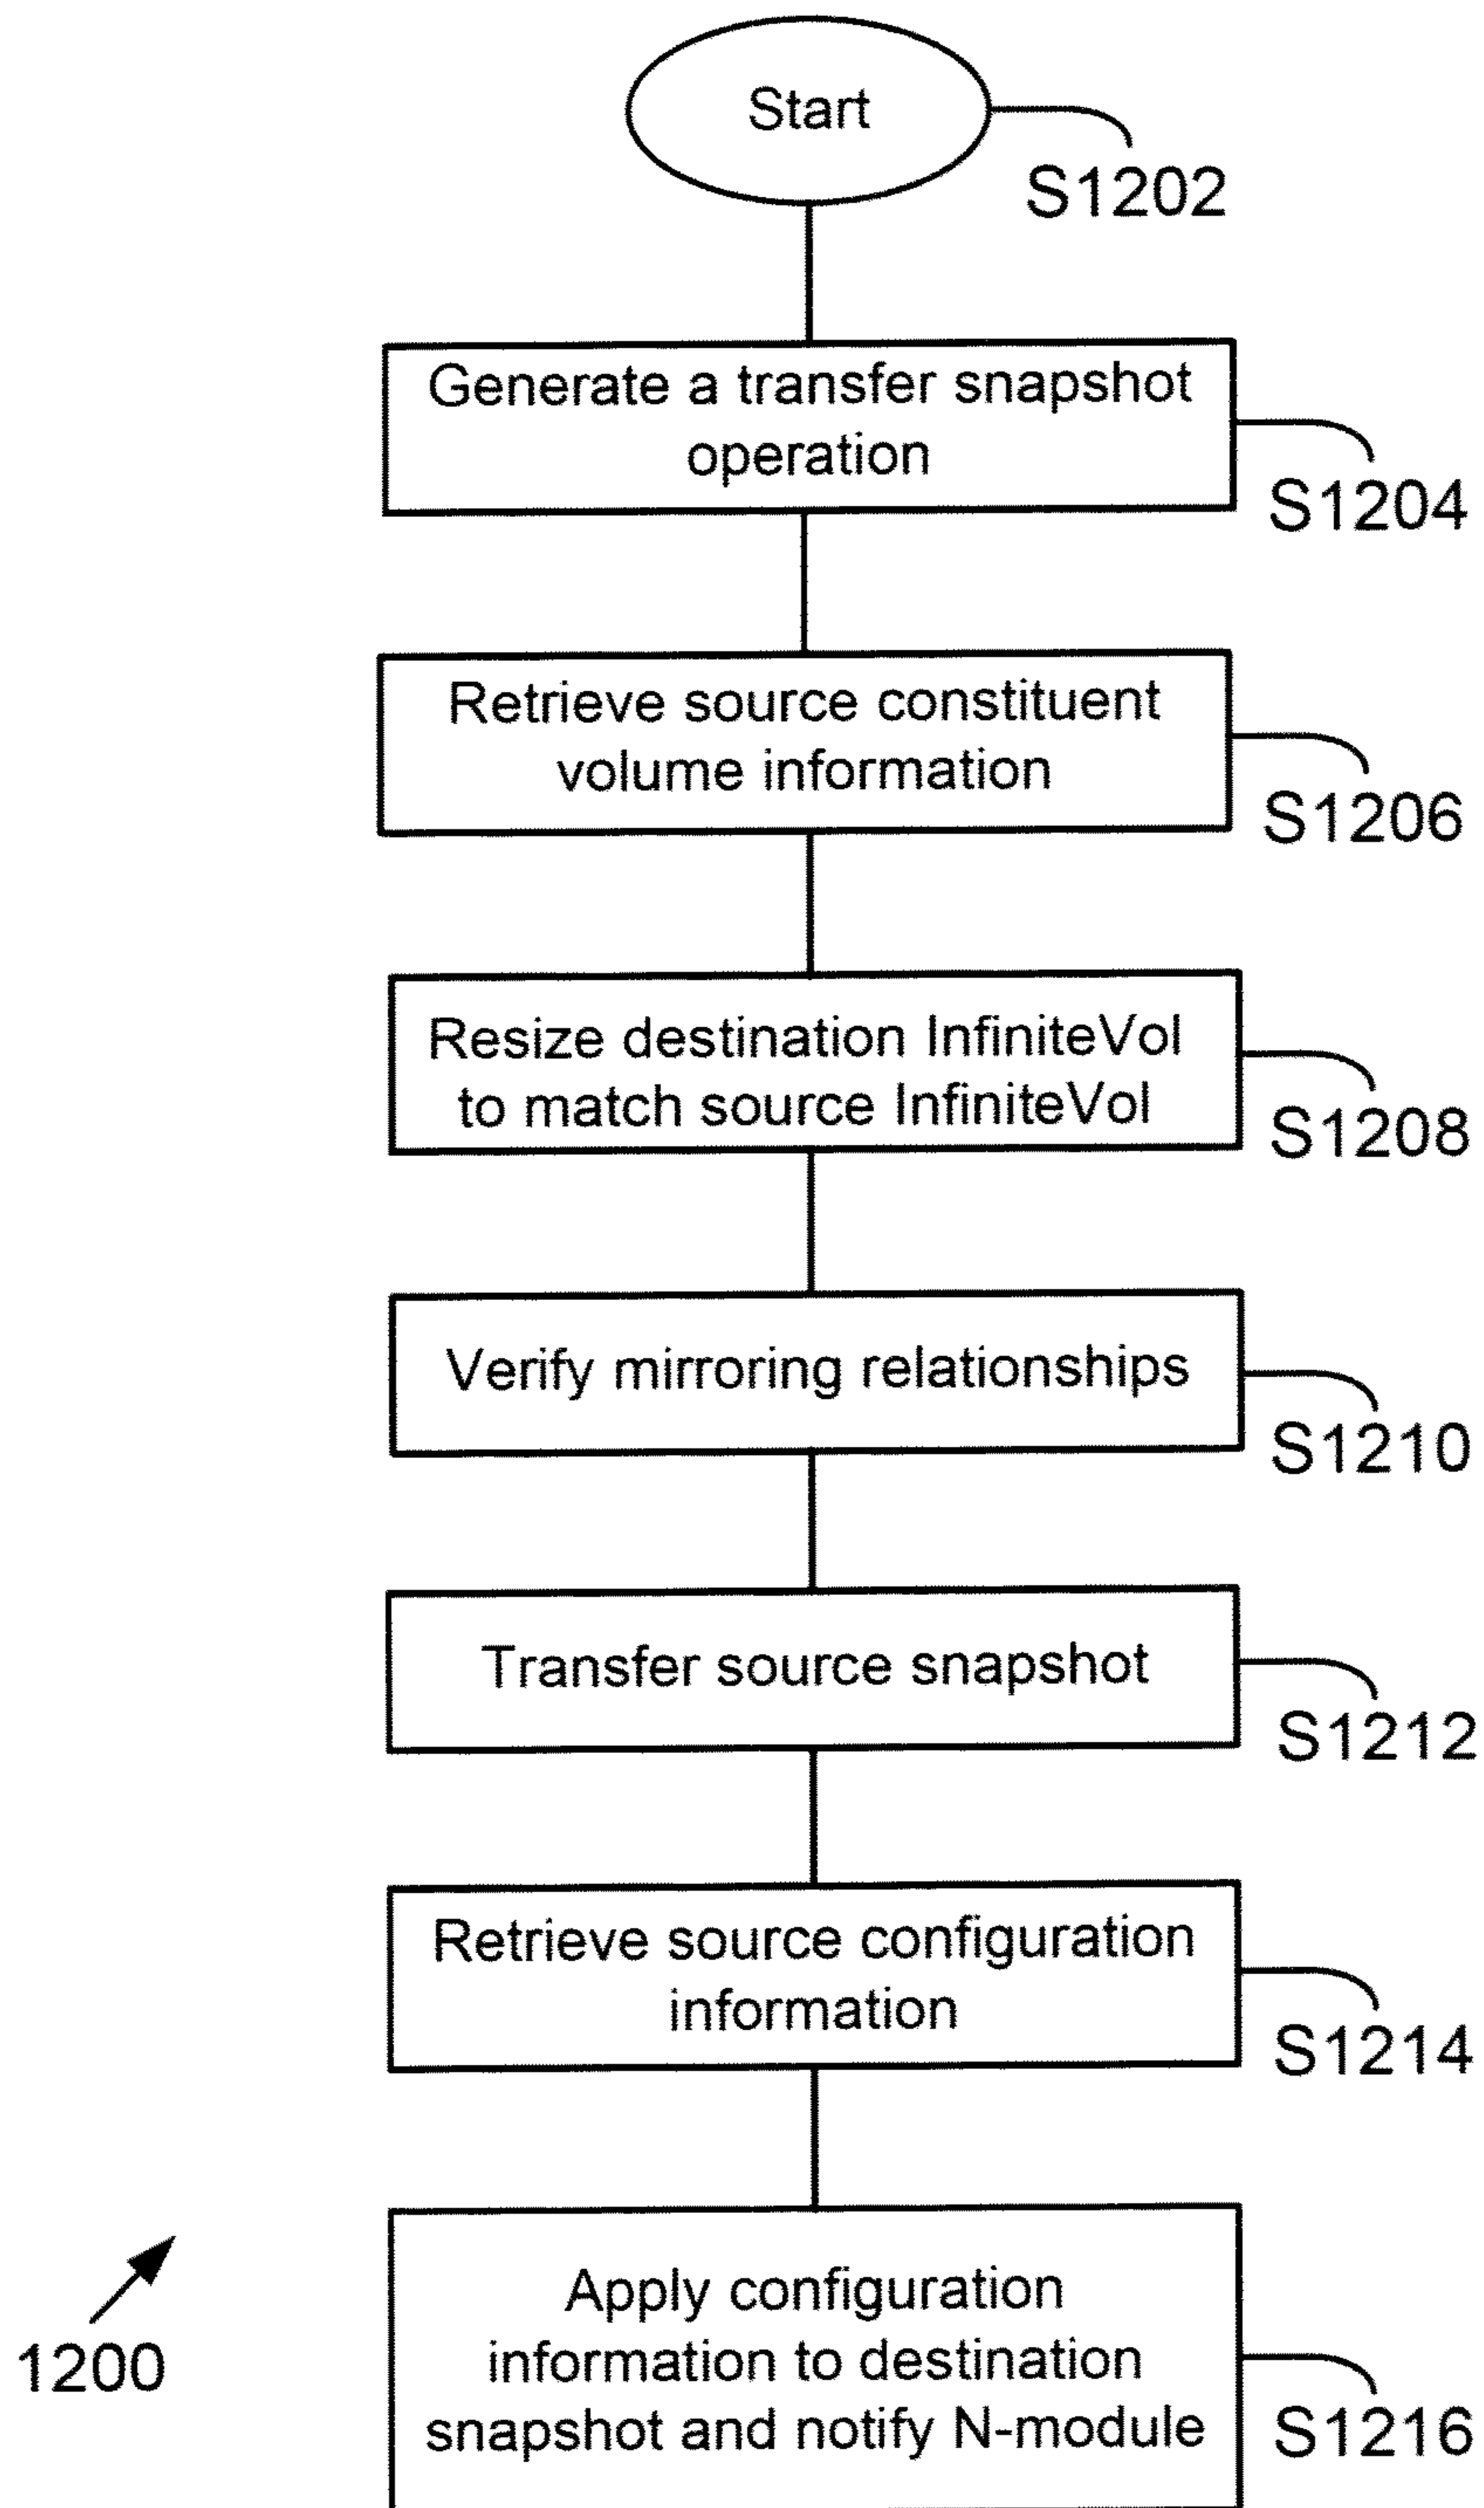 Start
S1202
Generate a transfer snapshot
operation
S1204
Retrieve source constituent
volume information
S1206
Resize destination InfiniteVol
to match source InfiniteVol
S1208
Verify mirroring relationships
S1210
Transfer source snapshot
S1212
Retrieve source configuration
information
S1214
Apply configuration
information to destination
snapshot and notify N-module
S1216
1200